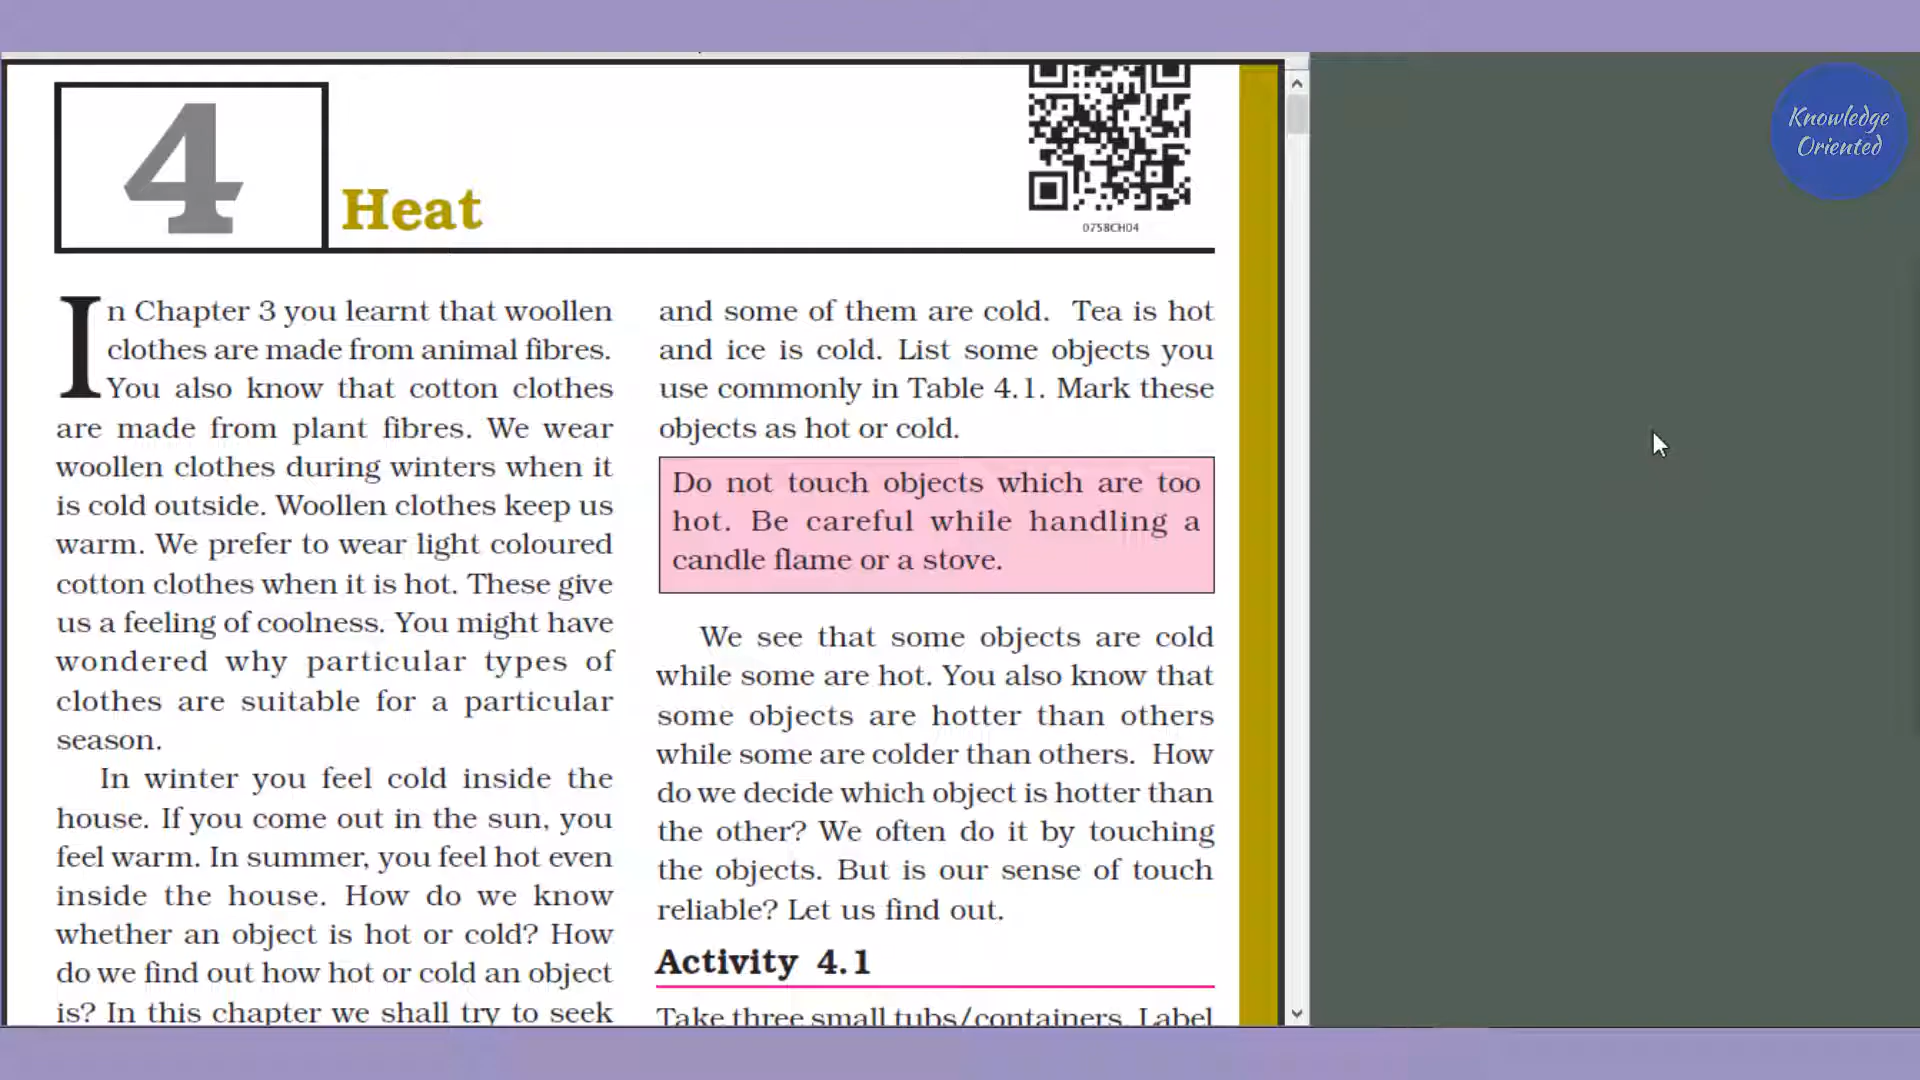 4
Heat
0758CH04
In Chapter 3 you learnt that woollen
clothes are made from animal fibres.
You also know that cotton clothes
are made from plant fibres. We wear
woollen clothes during winters when it
is cold outside. Woollen clothes keep us
warm. We prefer to wear light coloured
cotton clothes when it is hot. These give
us a feeling of coolness. You might have
wondered why particular types of
clothes are suitable for a particular
season.
In winter you feel cold inside the
house. If you come out in the sun, you
feel warm. In summer, you feel hot even
inside the house. How do we know
whether an object is hot or cold? How
do we find out how hot or cold an object
is? In this chapter we shall try to seek
and some of them are cold. Tea is hot
and ice is cold. List some objects you
use commonly in Table 4.1. Mark these
objects as hot or cold.
Do not touch objects which are too
hot. Be careful while handling a
candle flame or a stove.
We see that some objects are cold
while some are hot. You also know that
some objects are hotter than others
while some are colder than others. How
do we decide which object is hotter than
the other? We often do it by touching
the objects. But is our sense of touch
reliable? Let us find out.
Activity 4.1
Take three small tubs/containers. Label
Knowledge
Oriented